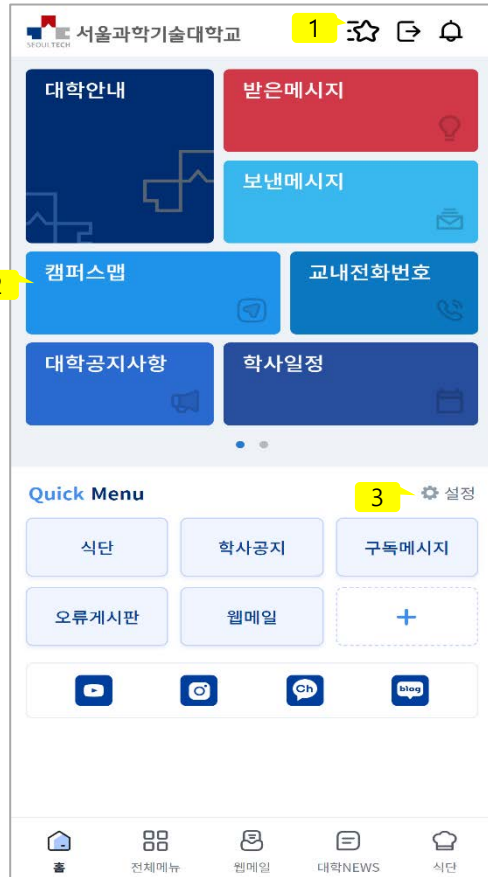 SEOUL TECH 서울과학기술대학교 1
대학안내
받은메시지
보낸메시지
2 캠퍼스맵
교내전화번호
대학공지사항
학사일정
Quick Menu 3 설정
식단 학사공지 구독메시지
오류게시판 웹메일 +
Ch blog
홈 전체메뉴 웹메일 대학NEWS 식단